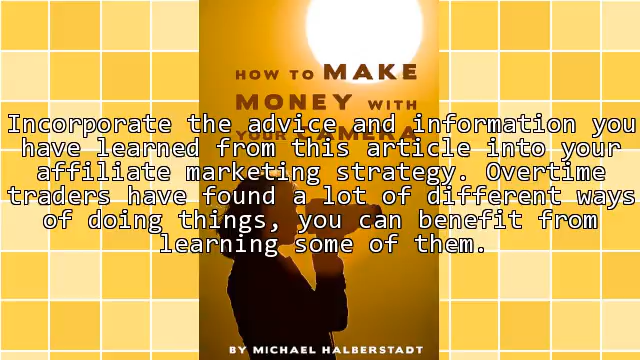 HOW TO MAKE
MONEY WITH
YOUR CAMERA
Incorporate the advice and information you
have learned from this article into your
affiliate marketing strategy. Overtime
traders have found a lot of different ways
of doing things, you can benefit from
learning some of them.
BY MICHAEL HALBERSTADT